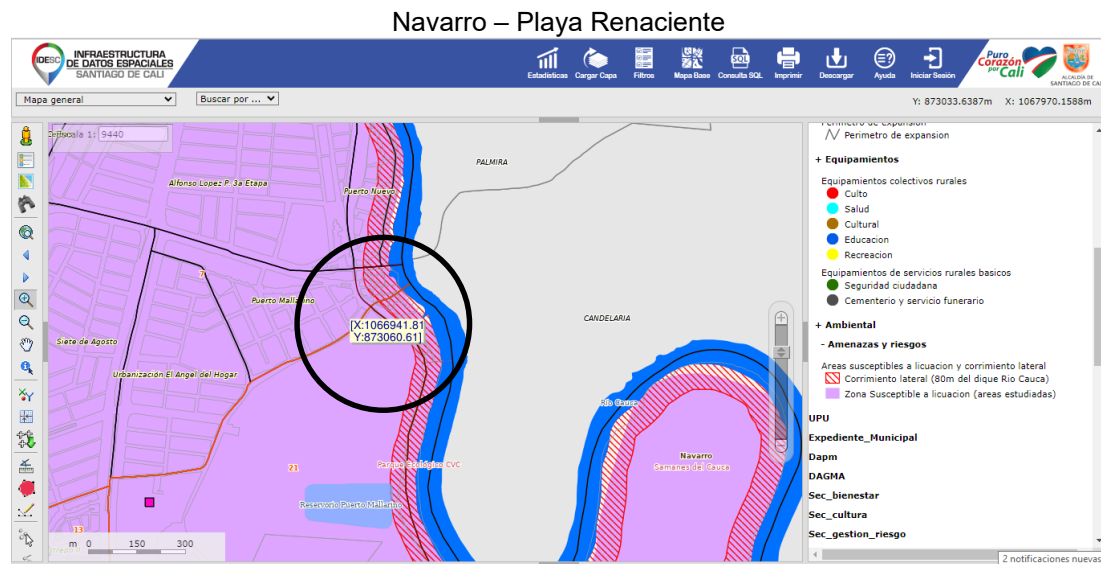 Navarro – Playa Renaciente
IDESC
INFRAESTRUCTURA
DE DATOS ESPACIALES
SANTIAGO DE CALI
Estadísticas
Cargar Capa
Filtros
Mapa Base
SQL
Consulta SQL
Imprimir
Descargar
Ayuda
Iniciar Sesión
Puro
Corazón
por Cali
ALCALDÍA DE
SANTIAGO DE CALI
Mapa general
Buscar por ...
Y: 873033.6387m X: 1067970.1588m
Escala 1: 9440
PALMIRA
Alfonso Lopez P. 3a Etapa
Puerto Nuevo
7
Puerto Mallarino
CANDELARIA
[X:1066941.81
Y:873060.61]
Siete de Agosto
Urbanización El Angel del Hogar
Rio Cauca
Navarro
Samanes del Cauca
21
Parque Ecológico CVC
Reservorio Puerto Mallarino
13
m 0 150 300
Perimetro de expansion
Perimetro de expansion
+ Equipamientos
Equipamientos colectivos rurales
Culto
Salud
Cultural
Educacion
Recreacion
Equipamientos de servicios rurales basicos
Seguridad ciudadana
Cementerio y servicio funerario
+ Ambiental
- Amenazas y riesgos
Areas susceptibles a licuacion y corrimiento lateral
Corrimiento lateral (80m del dique Rio Cauca)
Zona Susceptible a licuacion (areas estudiadas)
UPU
Expediente_Municipal
Dapm
DAGMA
Sec_bienestar
Sec_cultura
Sec_gestion_riesgo
2 notificaciones nuevas